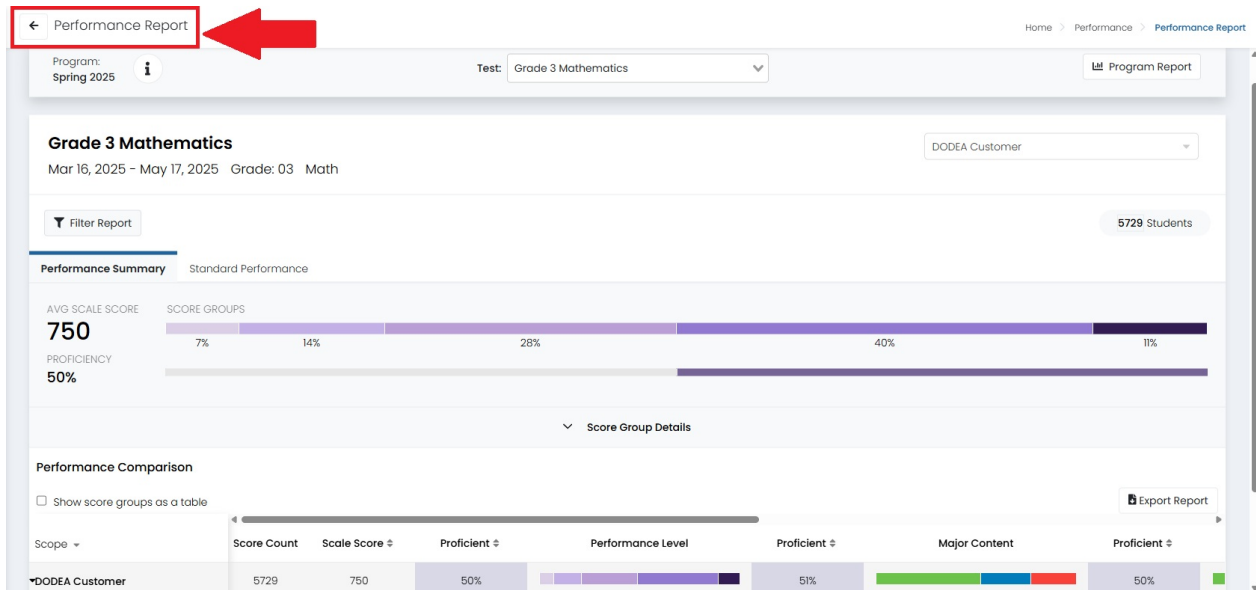 Performance Report
Home > Performance > Performance Report
Program:
Spring 2025
i
Test: Grade 3 Mathematics
Program Report
Grade 3 Mathematics
DODEA Customer
Mar 16, 2025 - May 17, 2025 Grade: 03 Math
Filter Report
5729 Students
Performance Summary Standard Performance
AVG SCALE SCORE SCORE GROUPS
750
7% 14% 28% 40% 11%
PROFICIENCY
50%
Score Group Details
Performance Comparison
Show score groups as a table
Export Report
Scope Score Count Scale Score Proficient Performance Level Proficient Major Content Proficient
DODEA Customer 5729 750 50% 51% 50%